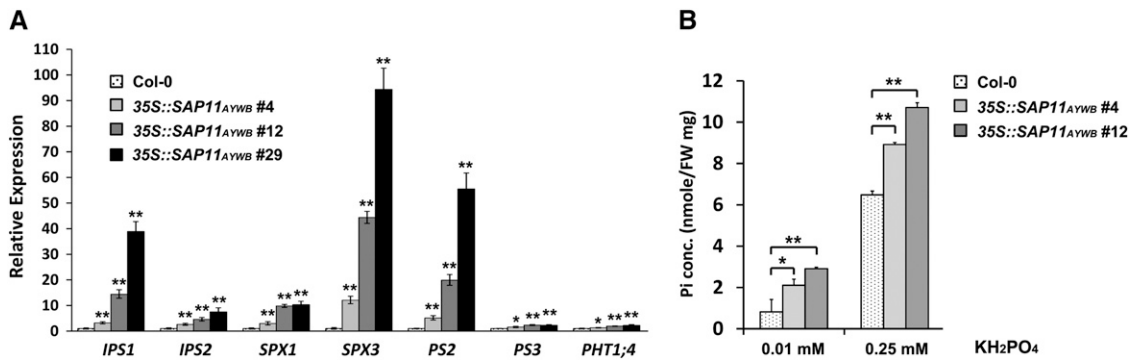 A
Relative Expression
110
100
90
80
70
60
50
40
30
20
10
0
Col-0
35S::SAP11AYWB #4
35S::SAP11AYWB #12
35S::SAP11AYWB #29
** ** **
** ** **
** ** **
** ** **
** ** **
* ** **
* ** **
IPS1 IPS2 SPX1 SPX3 PS2 PS3 PHT1;4
B
Pi conc. (nmole/FW mg)
12
10
8
6
4
2
0
Col-0
35S::SAP11AYWB #4
35S::SAP11AYWB #12
**
*
**
**
0.01 mM 0.25 mM KH2PO4